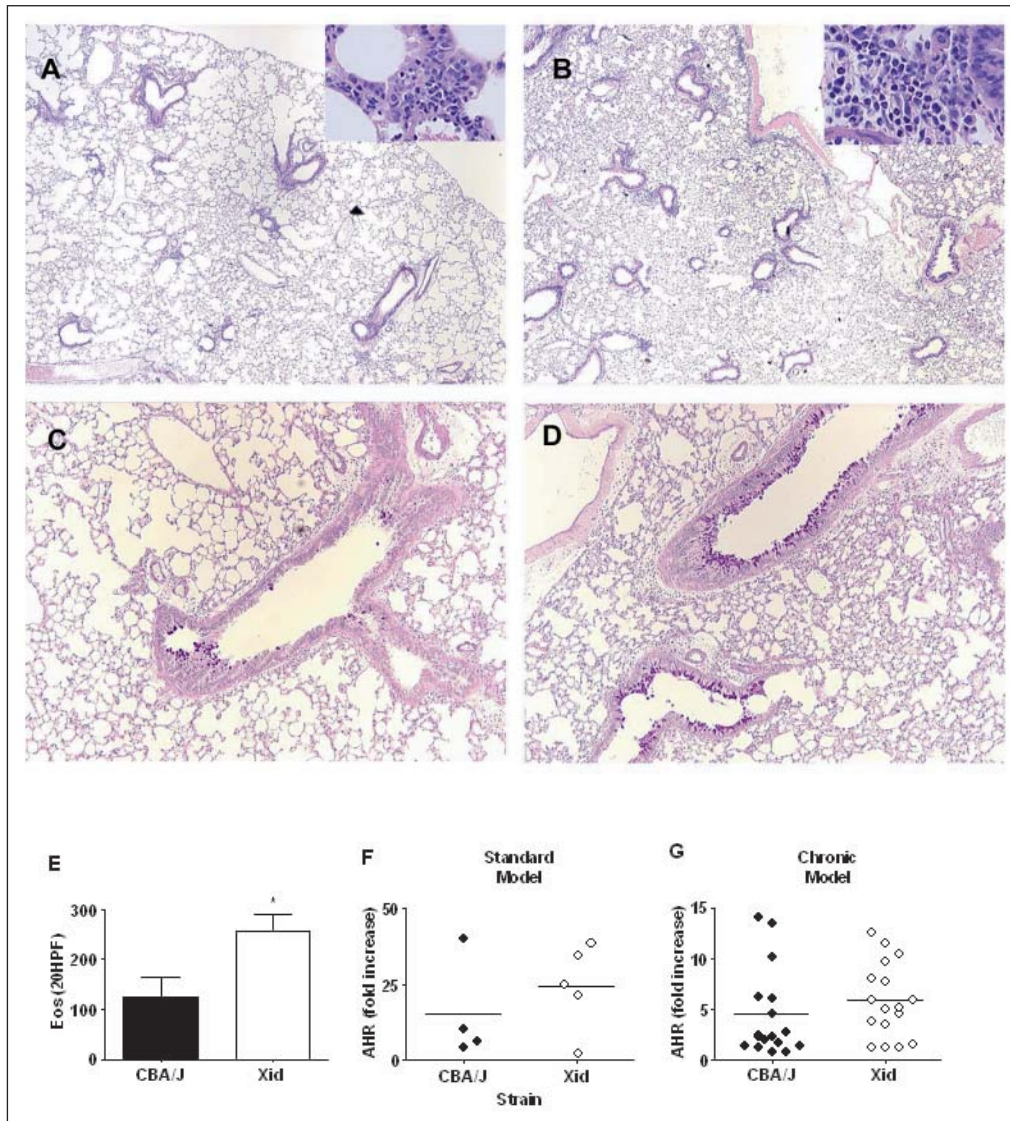 A
B
C
D
E
Eos (20HPF)
300
200
100
0
*
CBA/J
Xid
F
Standard
Model
AHR (fold increase)
50
25
0
CBA/J
Xid
Strain
G
Chronic
Model
AHR (fold increase)
15
10
5
0
CBA/J
Xid